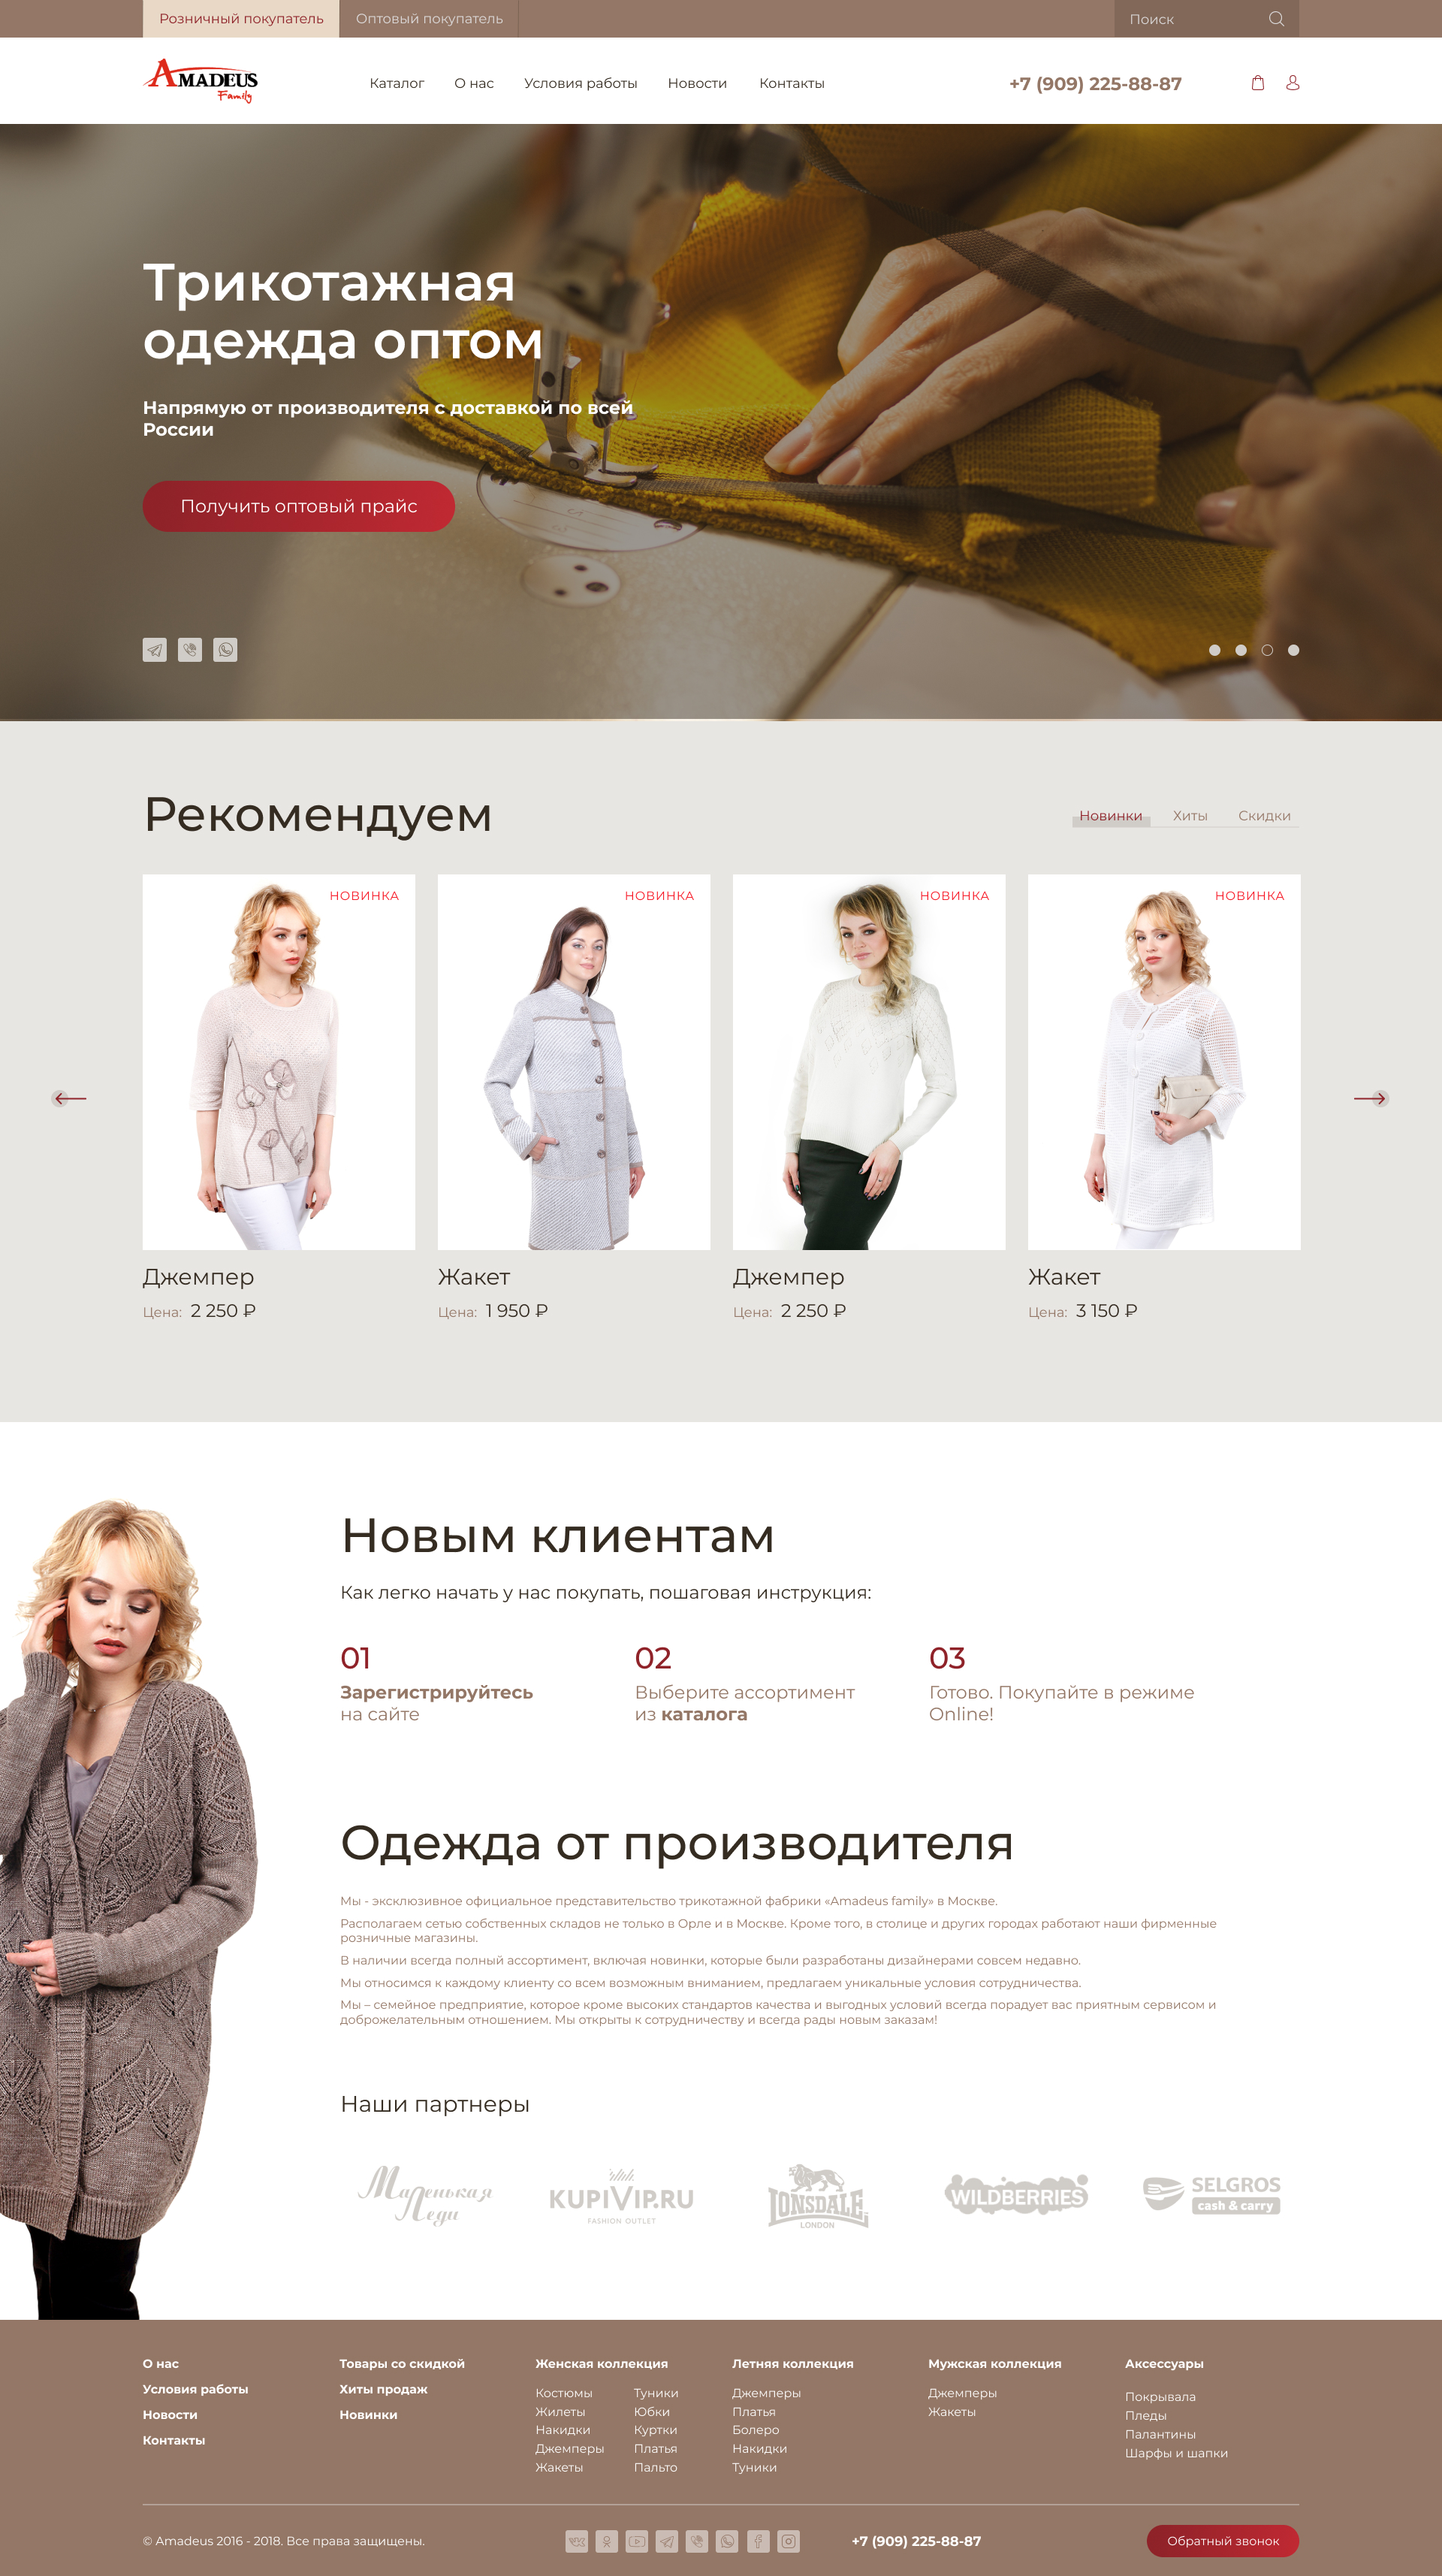 Розничный покупатель
Оптовый покупатель
Поиск
AMADEUS
Family
Каталог
О нас
Условия работы
Новости
Контакты
+7 (909) 225-88-87
Трикотажная
одежда оптом
Напрямую от производителя с доставкой по всей
России
Получить оптовый прайс
Рекомендуем
Новинки
Хиты
Скидки
НОВИНКА
НОВИНКА
НОВИНКА
НОВИНКА
Джемпер
Цена: 2 250 ₽
Жакет
Цена: 1 950 ₽
Джемпер
Цена: 2 250 ₽
Жакет
Цена: 3 150 ₽
Новым клиентам
Как легко начать у нас покупать, пошаговая инструкция:
01
Зарегистрируйтесь
на сайте
02
Выберите ассортимент
из каталога
03
Готово. Покупайте в режиме
Online!
Одежда от производителя
Мы - эксклюзивное официальное представительство трикотажной фабрики «Amadeus family» в Москве.
Располагаем сетью собственных складов не только в Орле и в Москве. Кроме того, в столице и других городах работают наши фирменные
розничные магазины.
В наличии всегда полный ассортимент, включая новинки, которые были разработаны дизайнерами совсем недавно.
Мы относимся к каждому клиенту со всем возможным вниманием, предлагаем уникальные условия сотрудничества.
Мы – семейное предприятие, которое кроме высоких стандартов качества и выгодных условий всегда порадует вас приятным сервисом и
доброжелательным отношением. Мы открыты к сотрудничеству и всегда рады новым заказам!
Наши партнеры
Маленькая
Леди
KUPIVIP.RU
FASHION OUTLET
LONSDALE
LONDON
WILDBERRIES
SELGROS
cash & carry
О нас
Условия работы
Новости
Контакты
Товары со скидкой
Хиты продаж
Новинки
Женская коллекция
Костюмы
Жилеты
Накидки
Джемперы
Жакеты
Туники
Юбки
Куртки
Платья
Пальто
Летняя коллекция
Джемперы
Платья
Болеро
Накидки
Туники
Мужская коллекция
Джемперы
Жакеты
Аксессуары
Покрывала
Пледы
Палантины
Шарфы и шапки
© Amadeus 2016 - 2018. Все права защищены.
+7 (909) 225-88-87
Обратный звонок